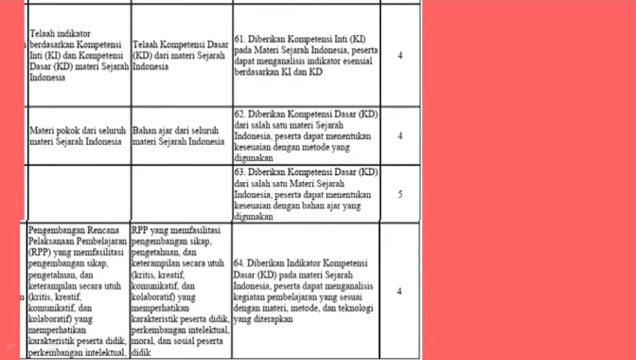 Telaah indikator
berdasarkan Kompetensi
Inti (KI) dan Kompetensi
Dasar (KD) materi Sejarah
Indonesia
Telaah Kompetensi Dasar
(KD) dari materi Sejarah
Indonesia
61. Diberikan Kompetensi Inti (KI)
pada Materi Sejarah Indonesia, peserta
dapat menganalisis indikator esensial
berdasarkan KI dan KD
4
Materi pokok dari seluruh
materi Sejarah Indonesia
Bahan ajar dari seluruh
materi Sejarah Indonesia
62. Diberikan Kompetensi Dasar (KD)
dari salah satu materi Sejarah
Indonesia, peserta dapat menentukan
keseuaian dengan metode yang
digunakan
4
63. Diberikan Kompetensi Dasar (KD)
dari salah satu Materi Sejarah
Indonesia, peserta dapat menentukan
keseuaian dengan bahan ajar yang
digunakan
5
Pengembangan Rencana
Pelaksanaan Pembelajaran
(RPP) yang memfasilitasi
pengembangan sikap,
pengetahuan, dan
keterampilan secara utuh
(kritis, kreatif,
komunikatif, dan
kolaboratif) yang
memperhatikan
karakteristik peserta didik,
perkembangan intelektual,
RPP yang memfasilitasi
pengembangan sikap,
pengetahuan, dan
keterampilan secara utuh
(kritis, kreatif,
komunikatif, dan
kolaboratif) yang
memperhatikan
karakteristik peserta didik,
perkembangan intelektual,
moral, dan sosial peserta
didik
64. Diberikan Indikator Kompetensi
Dasar (KD) pada materi Sejarah
Indonesia, peserta dapat menganalisis
kegiatan pembelajaran yang sesuai
dengan materi, metode, dan teknologi
yang diterapkan
4